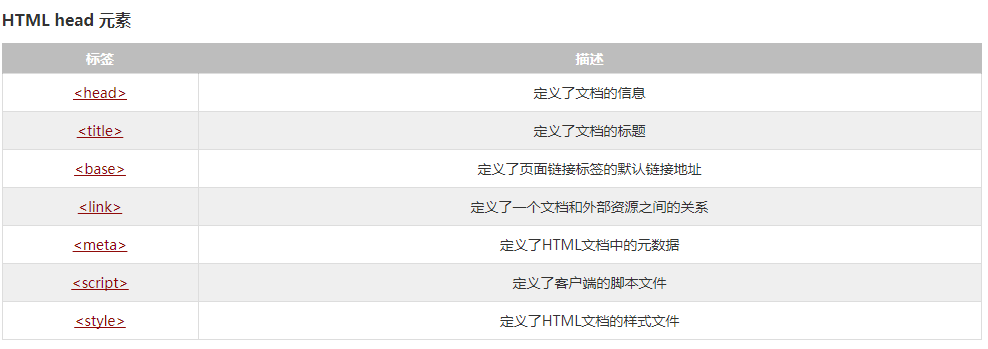 HTML head 元素
标签 描述
<head> 定义了文档的信息
<title> 定义了文档的标题
<base> 定义了页面链接标签的默认链接地址
<link> 定义了一个文档和外部资源之间的关系
<meta> 定义了HTML文档中的元数据
<script> 定义了客户端的脚本文件
<style> 定义了HTML文档的样式文件